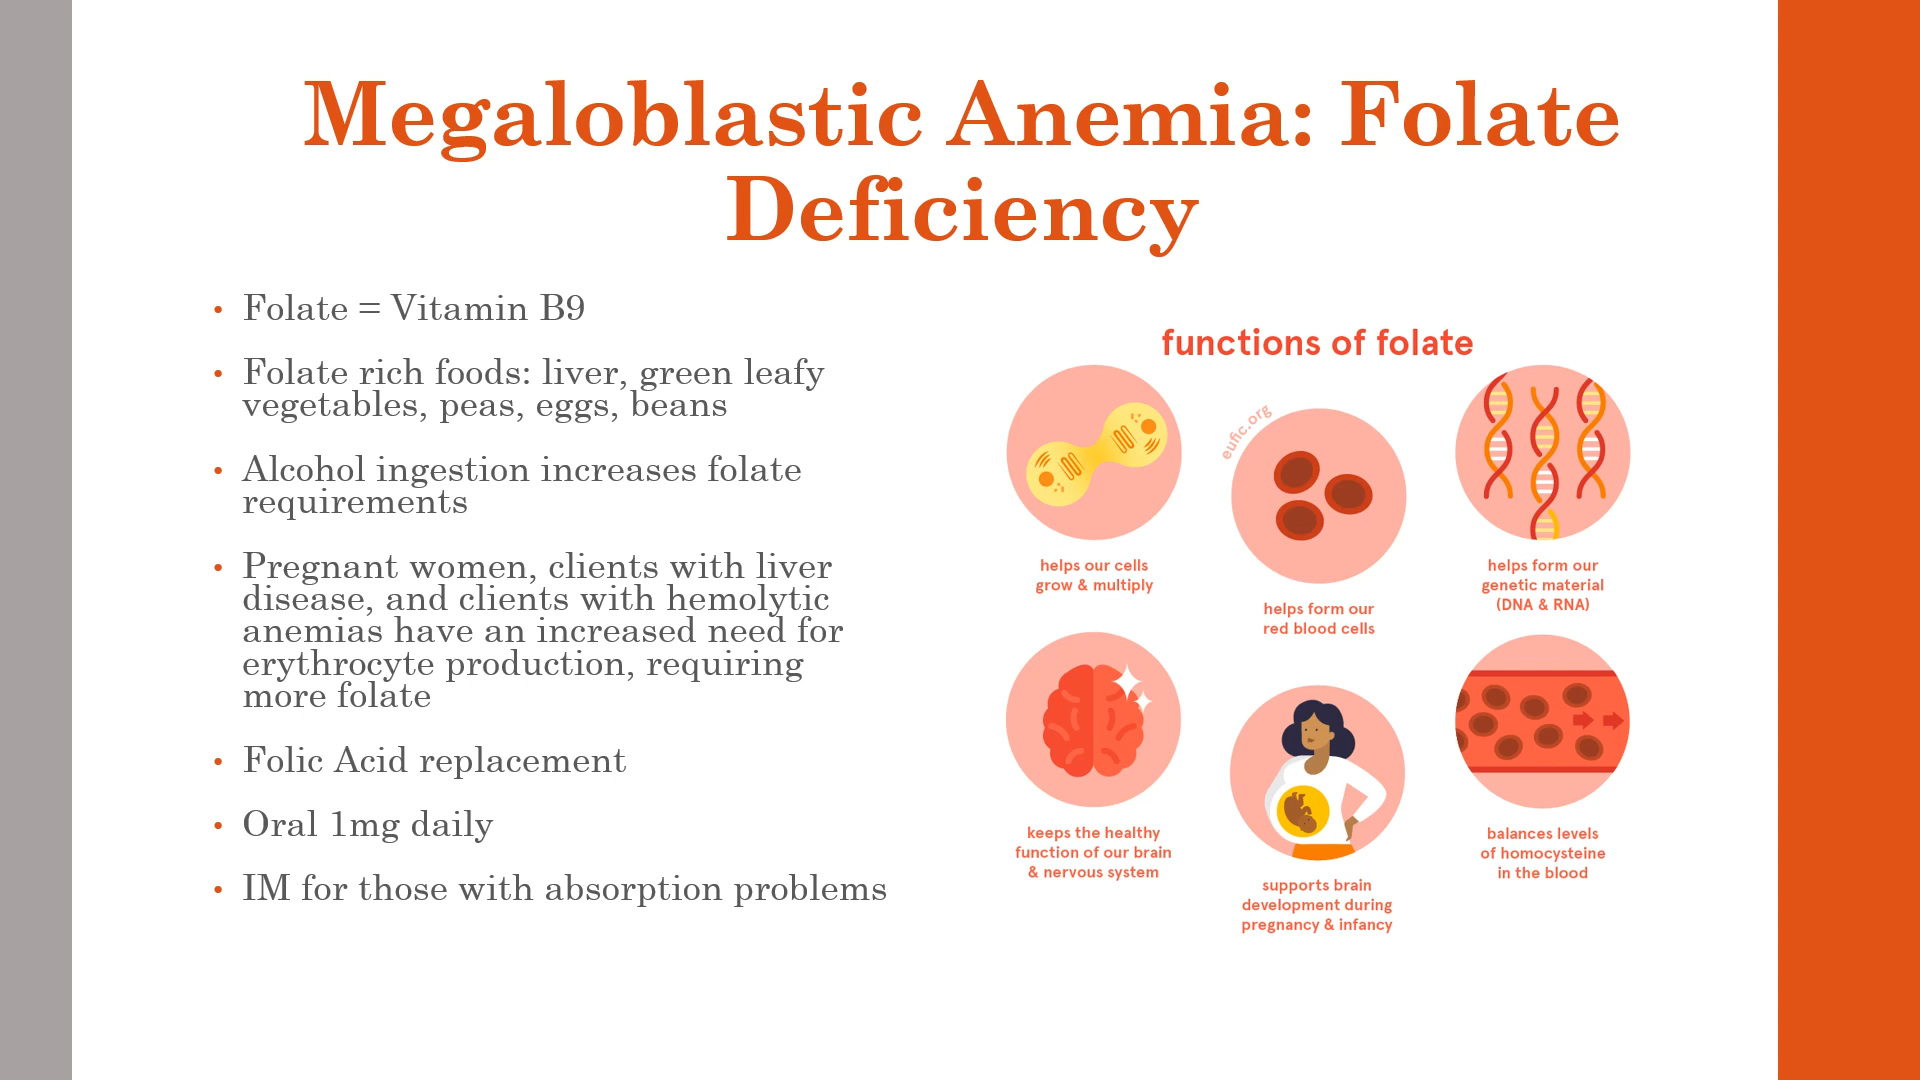 Megaloblastic Anemia: Folate
Deficiency
• Folate = Vitamin B9
• Folate rich foods: liver, green leafy
vegetables, peas, eggs, beans
• Alcohol ingestion increases folate
requirements
• Pregnant women, clients with liver
disease, and clients with hemolytic
anemias have an increased need for
erythrocyte production, requiring
more folate
• Folic Acid replacement
• Oral 1mg daily
• IM for those with absorption problems
functions of folate
eufic.org
helps our cells
grow & multiply
helps form our
red blood cells
helps form our
genetic material
(DNA & RNA)
keeps the healthy
function of our brain
& nervous system
supports brain
development during
pregnancy & infancy
balances levels
of homocysteine
in the blood